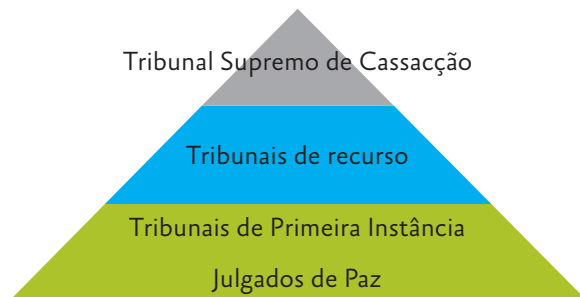 Tribunal Supremo de Cassacção
Tribunais de recurso
Tribunais de Primeira Instância
Julgados de Paz